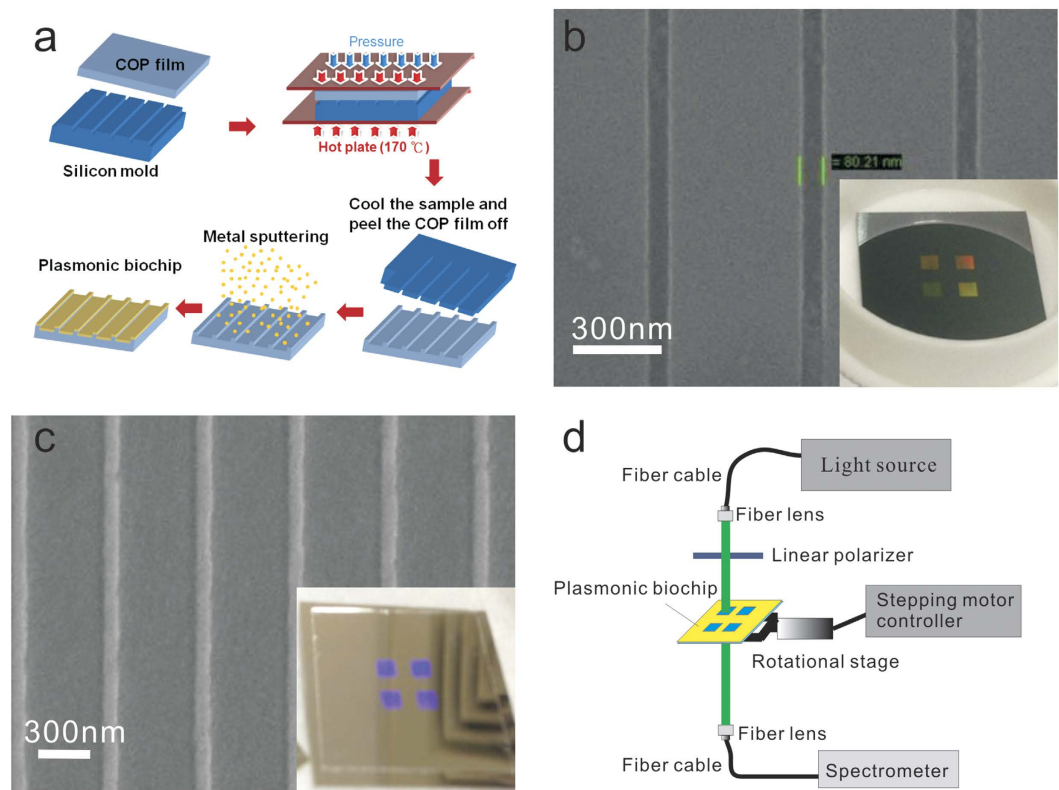 a
COP film
Silicon mold
Pressure
Hot plate (170 ℃)
Cool the sample and
peel the COP film off
Metal sputtering
Plasmonic biochip
b
= 80.21 nm
300nm
c
300nm
d
Fiber cable
Light source
Fiber lens
Linear polarizer
Plasmonic biochip
Stepping motor
controller
Rotational stage
Fiber lens
Fiber cable
Spectrometer